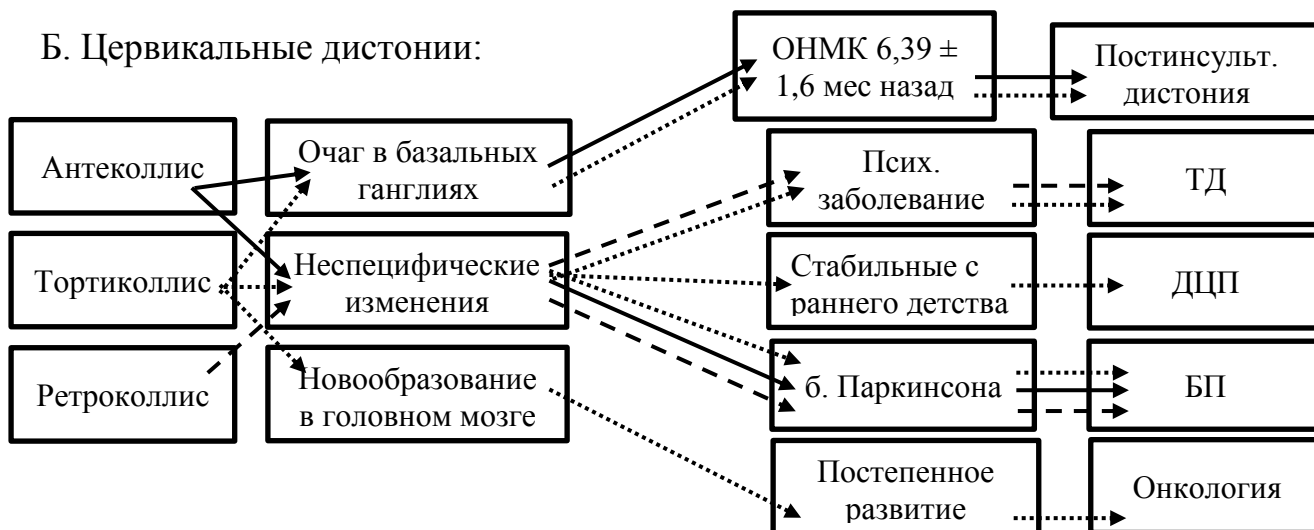 Б. Цервикальные дистонии:
Антеколлис
Тортиколлис
Ретроколлис
Очаг в базальных
ганглиях
Неспецифические
изменения
Новообразование
в головном мозге
ОНМК 6,39 ±
1,6 мес назад
Псих.
заболевание
Стабильные с
раннего детства
б. Паркинсона
Постепенное
развитие
Постинсульт.
дистония
ТД
ДЦП
БП
Онкология